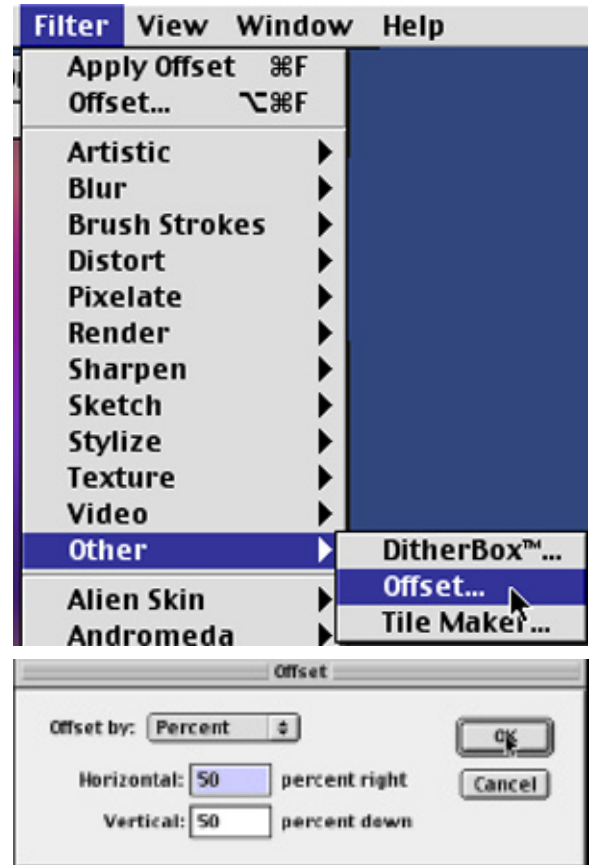 Filter View Window Help
Apply Offset ⌘F
Offset... ⌥⌘F
Artistic
Blur
Brush Strokes
Distort
Pixelate
Render
Sharpen
Sketch
Stylize
Texture
Video
Other
DitherBox™...
Offset...
Tile Maker...
Alien Skin
Andromeda
Offset
Offset by: Percent
OK
Horizontal: 50 percent right
Cancel
Vertical: 50 percent down